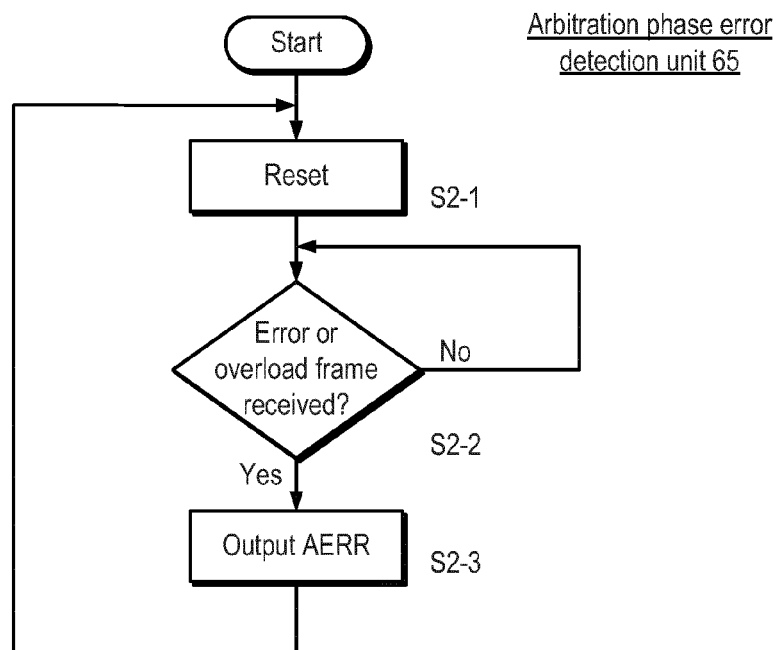 Arbitration phase error
detection unit 65
Start
Reset
S2-1
Error or
overload frame
received?
No
S2-2
Yes
Output AERR
S2-3